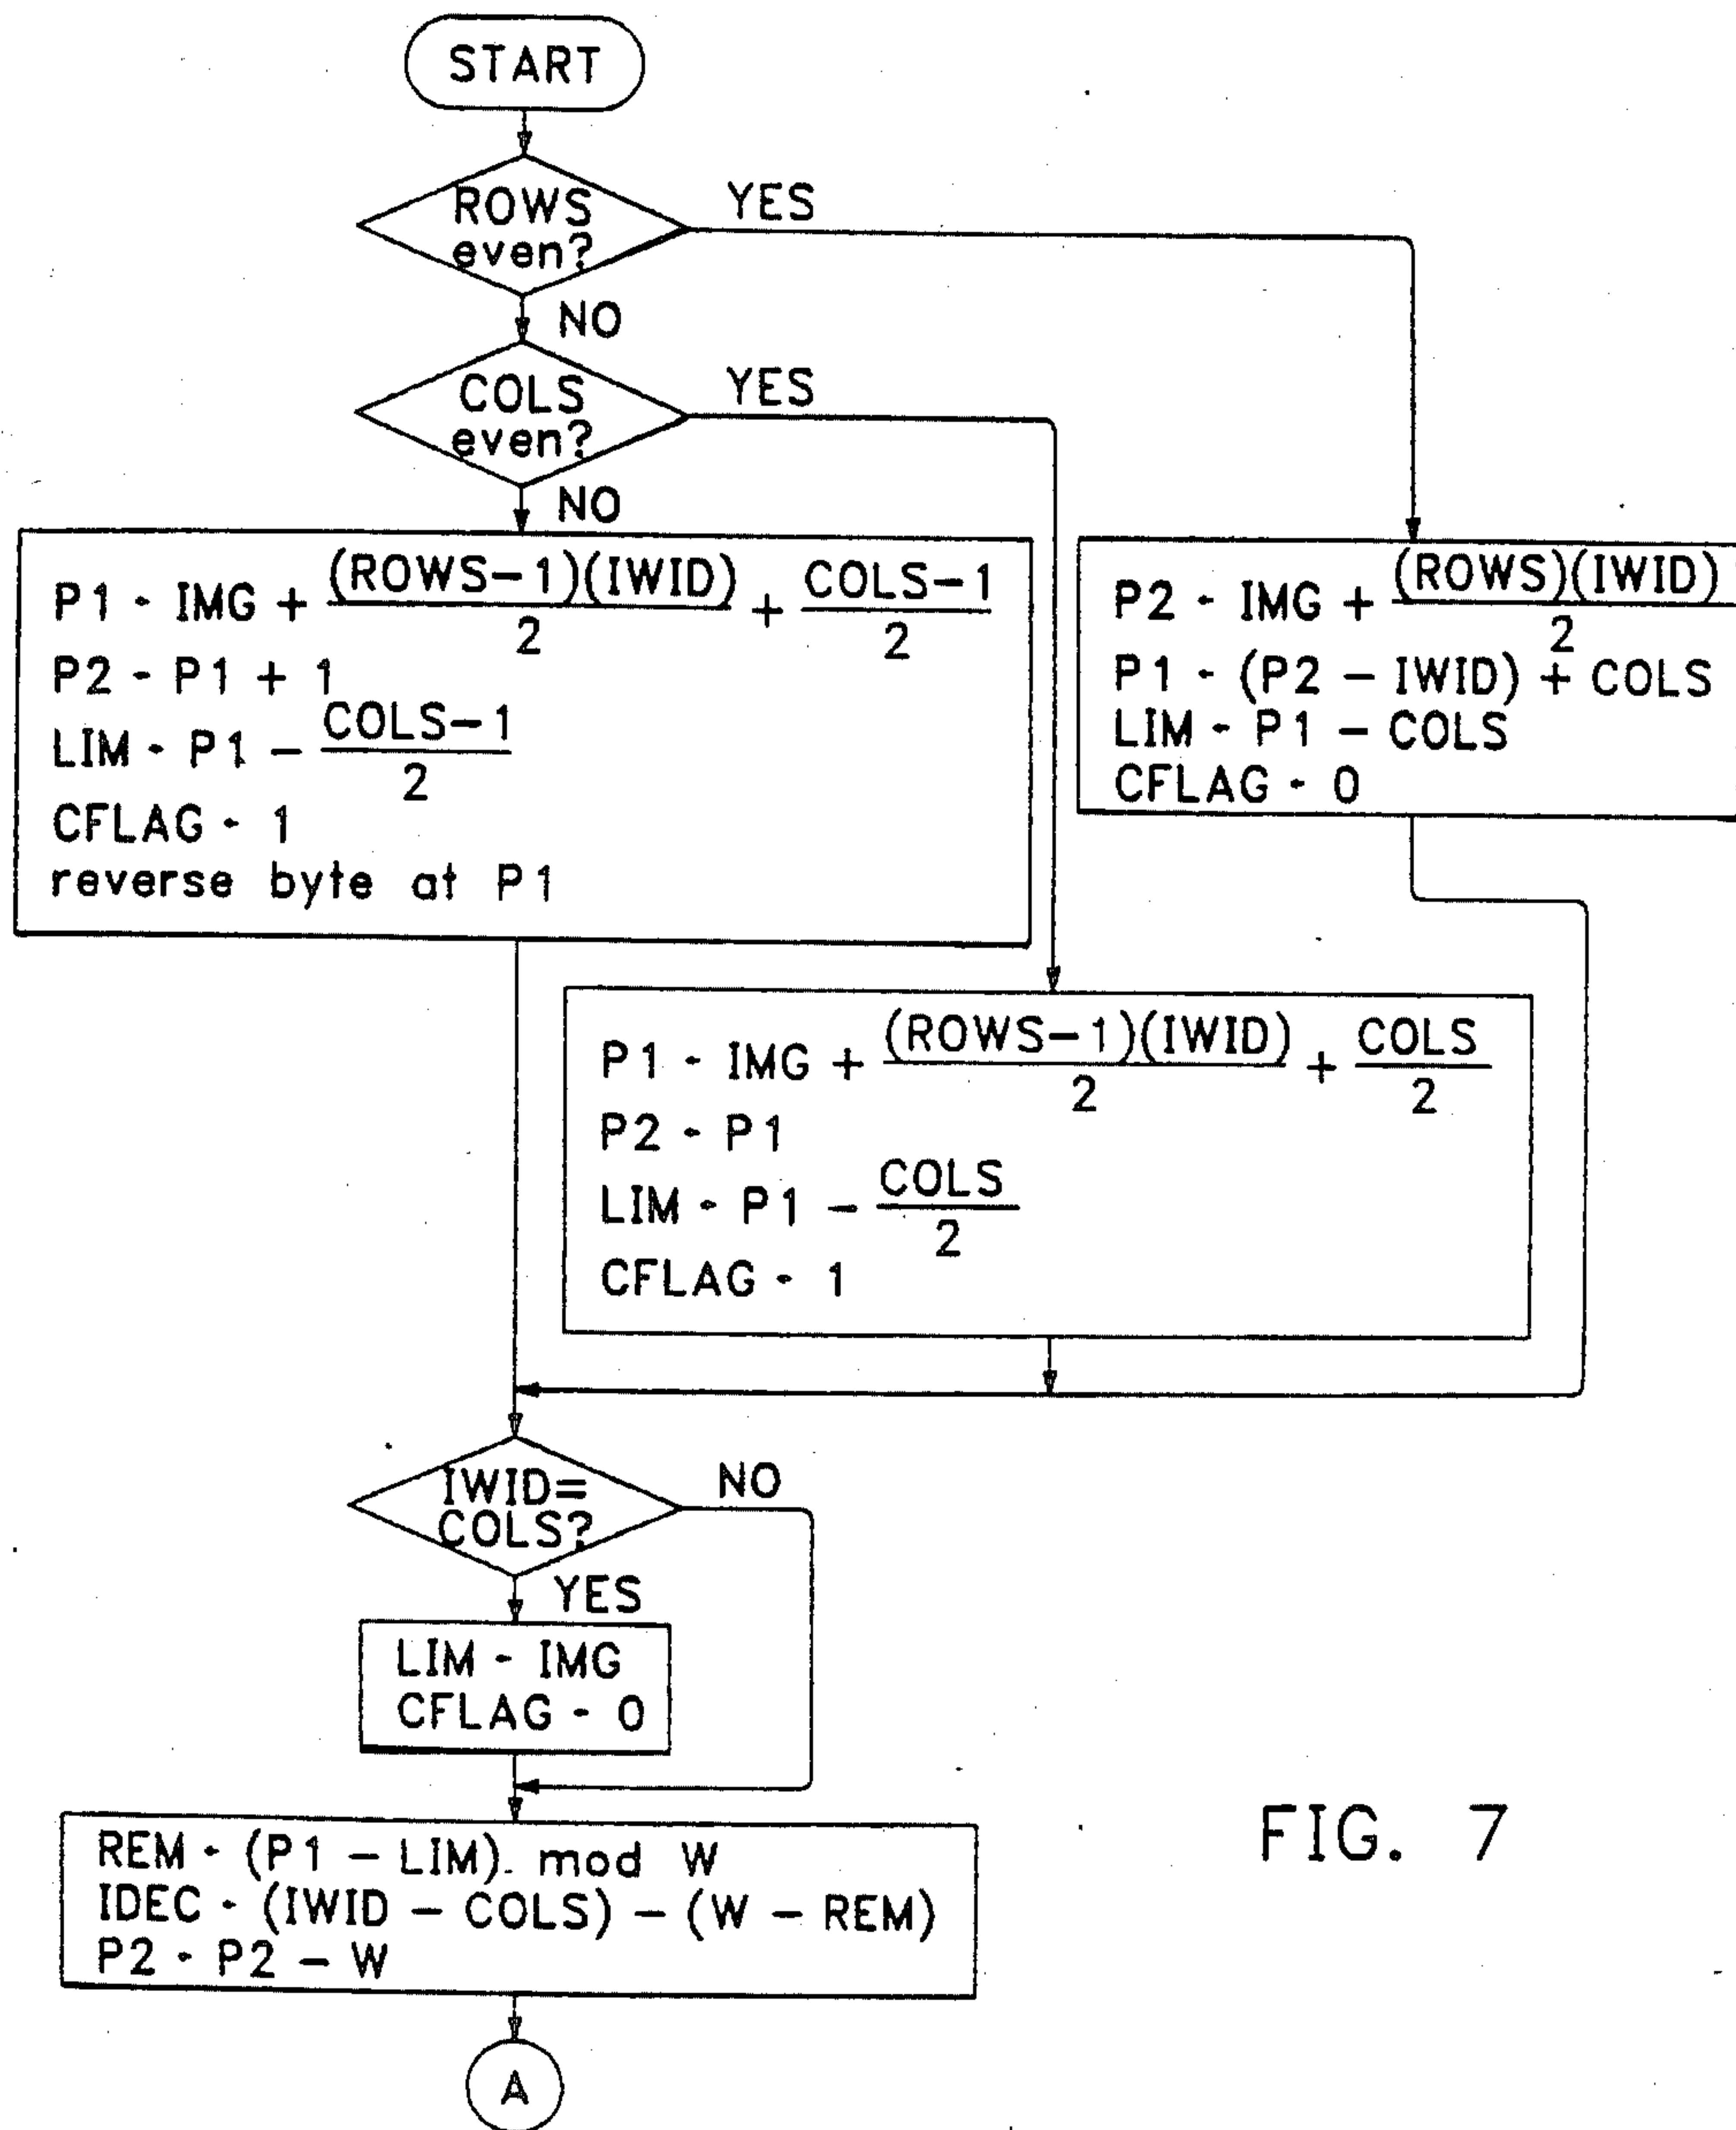 START
ROWS
even?
YES
NO
COLS
even?
YES
NO
P1 - IMG + (ROWS-1)(IWID)/2 + COLS-1/2
P2 - P1 + 1
LIM - P1 - COLS-1/2
CFLAG - 1
reverse byte at P1
P2 - IMG + (ROWS)(IWID)/2
P1 - (P2 - IWID) + COLS
LIM - P1 - COLS
CFLAG - 0
P1 - IMG + (ROWS-1)(IWID)/2 + COLS/2
P2 - P1
LIM - P1 - COLS/2
CFLAG - 1
IWID=
COLS?
NO
YES
LIM - IMG
CFLAG - 0
REM - (P1 - LIM) mod W
IDEC - (IWID - COLS) - (W - REM)
P2 - P2 - W
A
FIG. 7